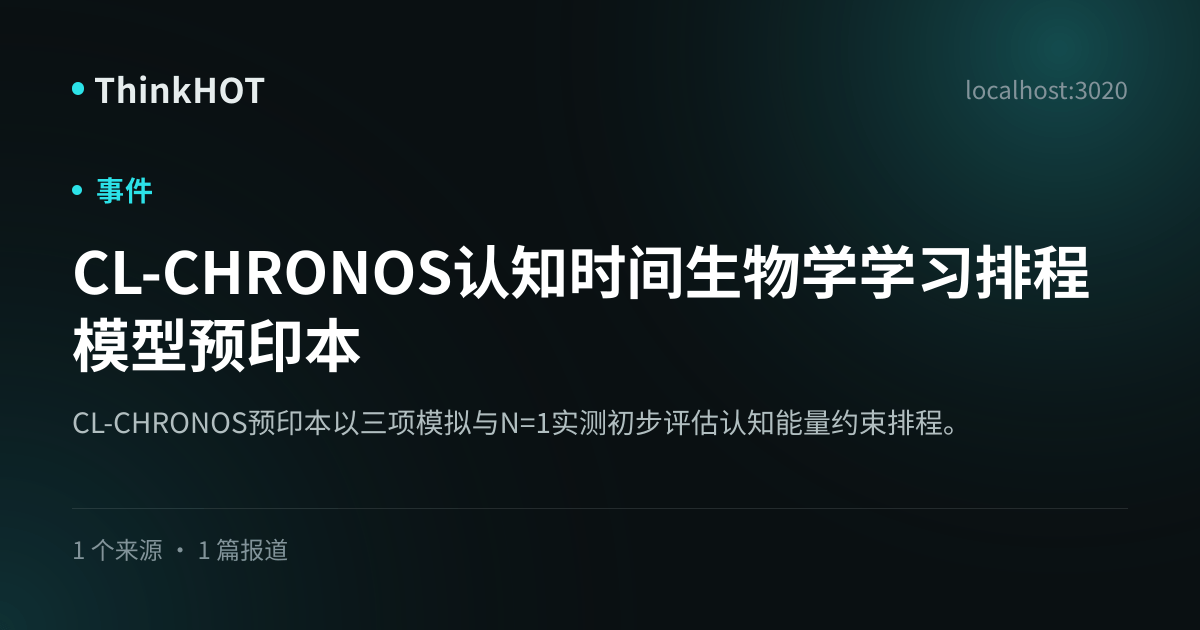 ThinkHOT
localhost:3020
事件
CL-CHRONOS认知时间生物学学习排程
模型预印本
CL-CHRONOS预印本以三项模拟与N=1实测初步评估认知能量约束排程。
1 个来源 · 1 篇报道